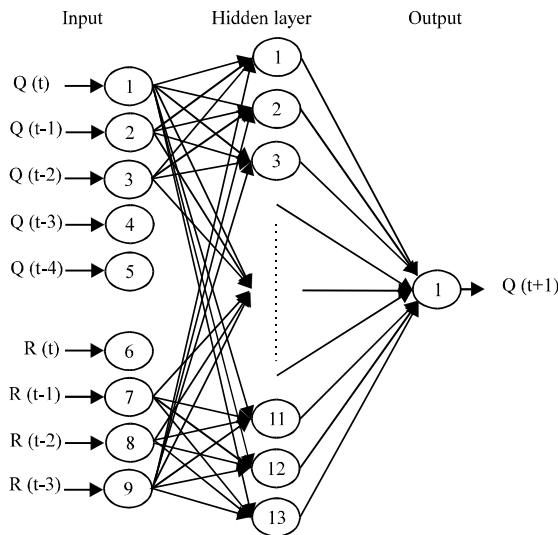 Input Hidden layer Output
Q (t) 1
Q (t-1) 2
Q (t-2) 3
Q (t-3) 4
Q (t-4) 5
R (t) 6
R (t-1) 7
R (t-2) 8
R (t-3) 9
1
2
3
11
12
13
1 Q (t+1)